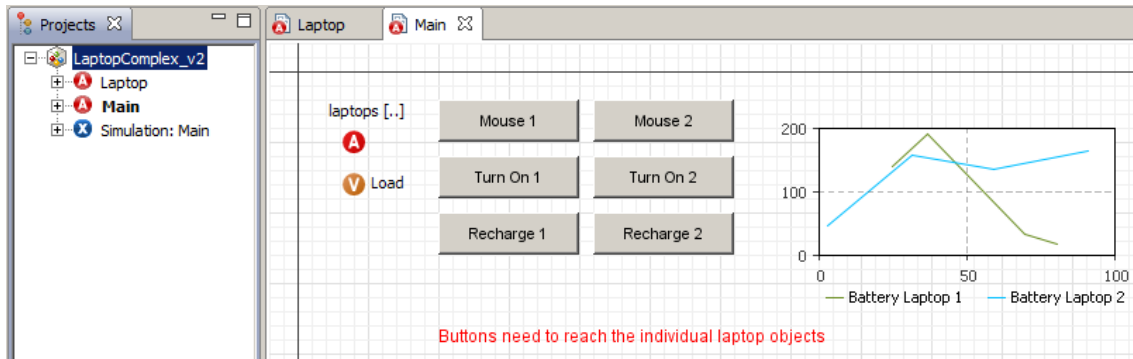 Projects
LaptopComplex_v2
Laptop
Main
Simulation: Main
Laptop
Main
laptops [..]
Load
Mouse 1
Mouse 2
Turn On 1
Turn On 2
Recharge 1
Recharge 2
200
100
0
0
50
100
Battery Laptop 1
Battery Laptop 2
Buttons need to reach the individual laptop objects